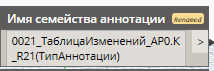 Имя семейства аннотации Renamed
0021_ТаблицаИзменений_АР0.К
_R21(ТипАннотации)
>